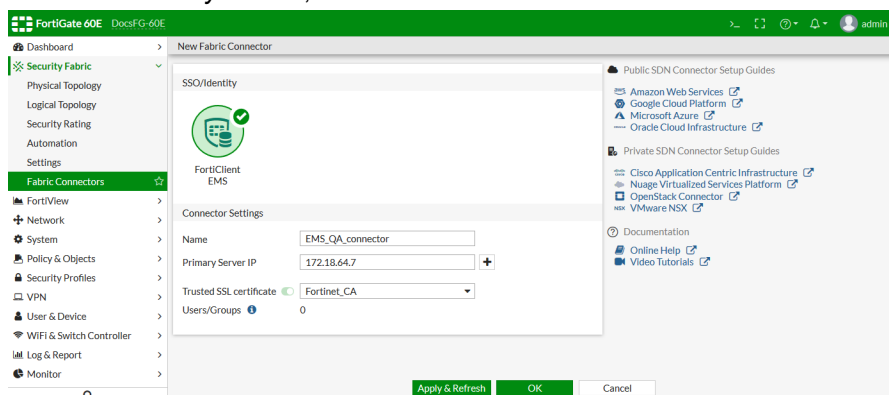 FortiGate 60E DocsFG-60E
>_ admin
Dashboard
Security Fabric
Physical Topology
Logical Topology
Security Rating
Automation
Settings
Fabric Connectors
FortiView
Network
System
Policy & Objects
Security Profiles
VPN
User & Device
WiFi & Switch Controller
Log & Report
Monitor
New Fabric Connector
SSO/Identity
FortiClient
EMS
Connector Settings
Name EMS_QA_connector
Primary Server IP 172.18.64.7
Trusted SSL certificate Fortinet_CA
Users/Groups 0
Apply & Refresh OK Cancel
Public SDN Connector Setup Guides
Amazon Web Services
Google Cloud Platform
Microsoft Azure
Oracle Cloud Infrastructure
Private SDN Connector Setup Guides
Cisco Application Centric Infrastructure
Nuage Virtualized Services Platform
OpenStack Connector
NSX VMware NSX
Documentation
Online Help
Video Tutorials